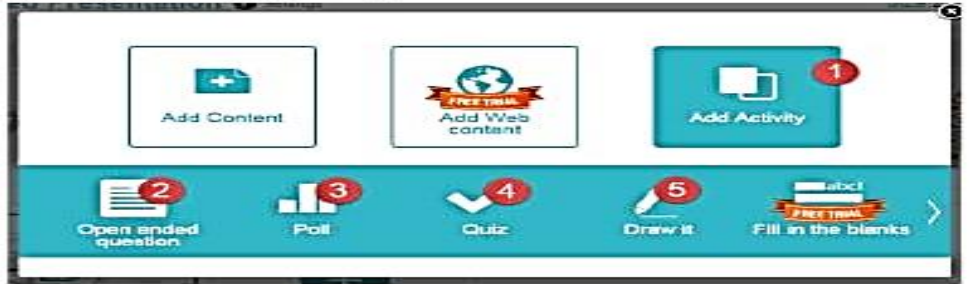 Presentation
1
FREE TRIAL
Add Content
Add Web
content
Add Activity
2
3
4
5
abc
FREE TRIAL
Open ended
question
Poll
Quiz
Draw it
Fill in the blanks